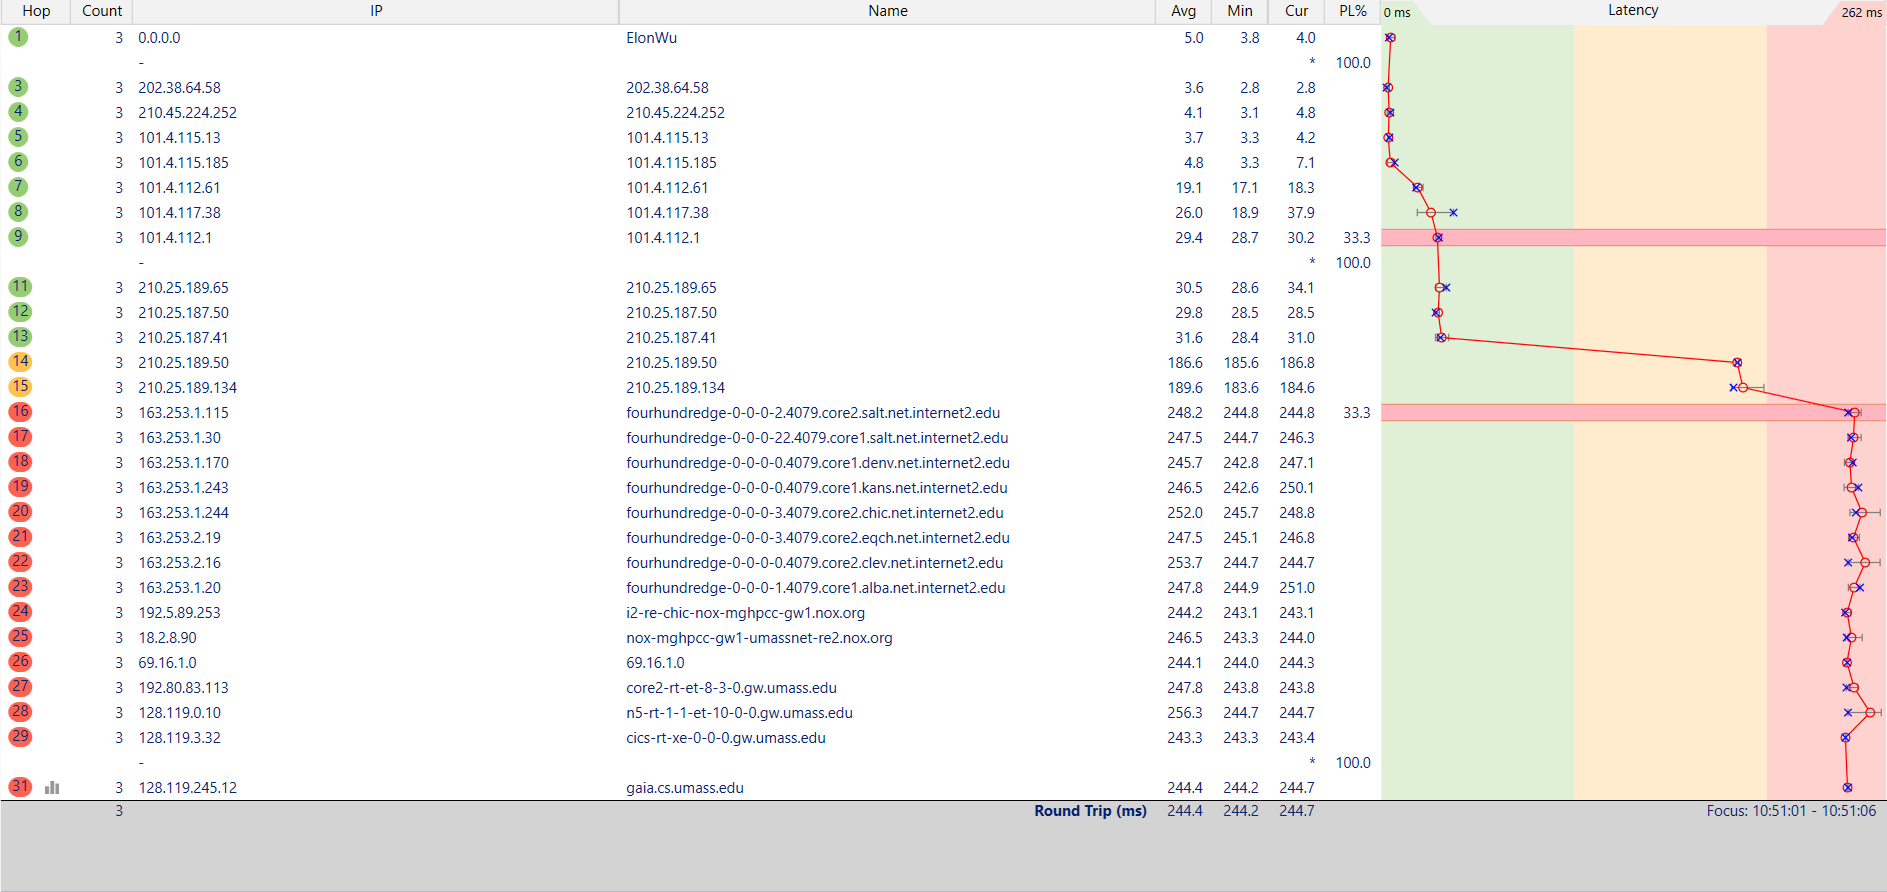 Hop Count IP Name Avg Min Cur PL% 0 ms Latency 262 ms
1 3 0.0.0.0 ElonWu 5.0 3.8 4.0
- * 100.0
3 3 202.38.64.58 202.38.64.58 3.6 2.8 2.8
4 3 210.45.224.252 210.45.224.252 4.1 3.1 4.8
5 3 101.4.115.13 101.4.115.13 3.7 3.3 4.2
6 3 101.4.115.185 101.4.115.185 4.8 3.3 7.1
7 3 101.4.112.61 101.4.112.61 19.1 17.1 18.3
8 3 101.4.117.38 101.4.117.38 26.0 18.9 37.9
9 3 101.4.112.1 101.4.112.1 29.4 28.7 30.2 33.3
- * 100.0
11 3 210.25.189.65 210.25.189.65 30.5 28.6 34.1
12 3 210.25.187.50 210.25.187.50 29.8 28.5 28.5
13 3 210.25.187.41 210.25.187.41 31.6 28.4 31.0
14 3 210.25.189.50 210.25.189.50 186.6 185.6 186.8
15 3 210.25.189.134 210.25.189.134 189.6 183.6 184.6
16 3 163.253.1.115 fourhundredge-0-0-0-2.4079.core2.salt.net.internet2.edu 248.2 244.8 244.8 33.3
17 3 163.253.1.30 fourhundredge-0-0-0-22.4079.core1.salt.net.internet2.edu 247.5 244.7 246.3
18 3 163.253.1.170 fourhundredge-0-0-0-0.4079.core1.denv.net.internet2.edu 245.7 242.8 247.1
19 3 163.253.1.243 fourhundredge-0-0-0-0.4079.core1.kans.net.internet2.edu 246.5 242.6 250.1
20 3 163.253.1.244 fourhundredge-0-0-0-3.4079.core2.chic.net.internet2.edu 252.0 245.7 248.8
21 3 163.253.2.19 fourhundredge-0-0-0-3.4079.core2.eqch.net.internet2.edu 247.5 245.1 246.8
22 3 163.253.2.16 fourhundredge-0-0-0-0.4079.core2.clev.net.internet2.edu 253.7 244.7 244.7
23 3 163.253.1.20 fourhundredge-0-0-0-1.4079.core1.alba.net.internet2.edu 247.8 244.9 251.0
24 3 192.5.89.253 i2-re-chic-nox-mghpcc-gw1.nox.org 244.2 243.1 243.1
25 3 18.2.8.90 nox-mghpcc-gw1-umassnet-re2.nox.org 246.5 243.3 244.0
26 3 69.16.1.0 69.16.1.0 244.1 244.0 244.3
27 3 192.80.83.113 core2-rt-et-8-3-0.gw.umass.edu 247.8 243.8 243.8
28 3 128.119.0.10 n5-rt-1-1-et-10-0-0.gw.umass.edu 256.3 244.7 244.7
29 3 128.119.3.32 cics-rt-xe-0-0-0.gw.umass.edu 243.3 243.3 243.4
- * 100.0
31 3 128.119.245.12 gaia.cs.umass.edu 244.4 244.2 244.7
3 Round Trip (ms) 244.4 244.2 244.7 Focus: 10:51:01 - 10:51:06